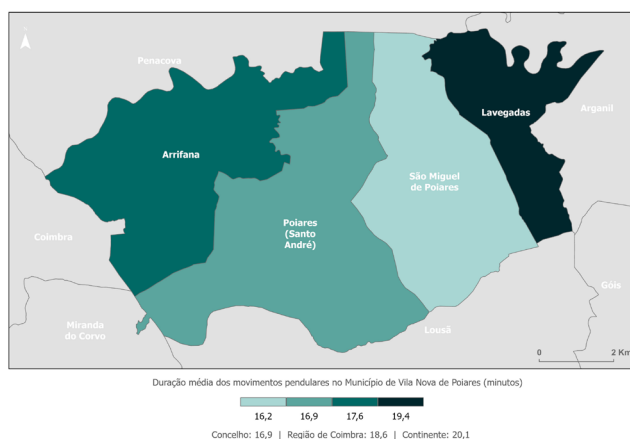 Penacova
Lavegadas
Arganil
Arrifana
São Miguel
de Poiares
Poiares
(Santo
André)
Coimbra
Góis
Miranda
do Corvo
Lousã
0 2 Km
Duração média dos movimentos pendulares no Município de Vila Nova de Poiares (minutos)
16,2 16,9 17,6 19,4
Concelho: 16,9 | Região de Coimbra: 18,6 | Continente: 20,1